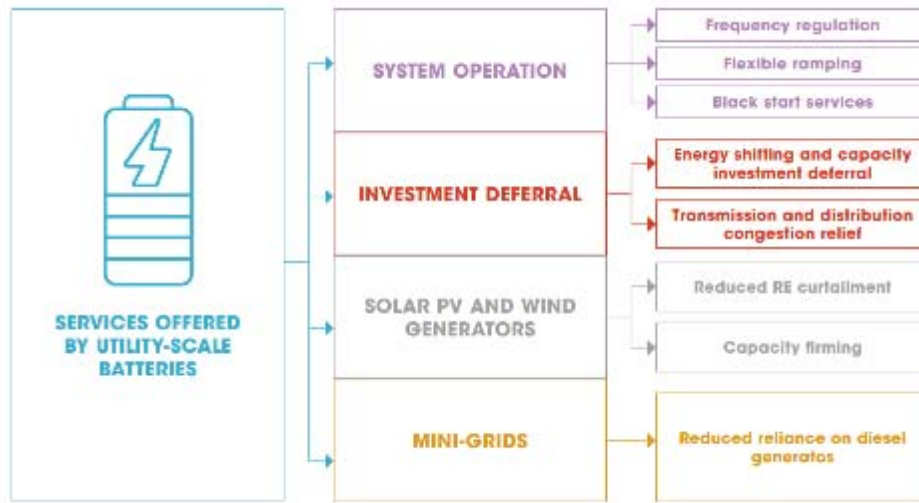 SERVICES OFFERED
BY UTILITY-SCALE
BATTERIES
SYSTEM OPERATION
Frequency regulation
Flexible ramping
Black start services
INVESTMENT DEFERRAL
Energy shifting and capacity
investment deferral
Transmission and distribution
congestion relief
SOLAR PV AND WIND
GENERATORS
Reduced RE curtailment
Capacity firming
MINI-GRIDS
Reduced reliance on diesel
generatos